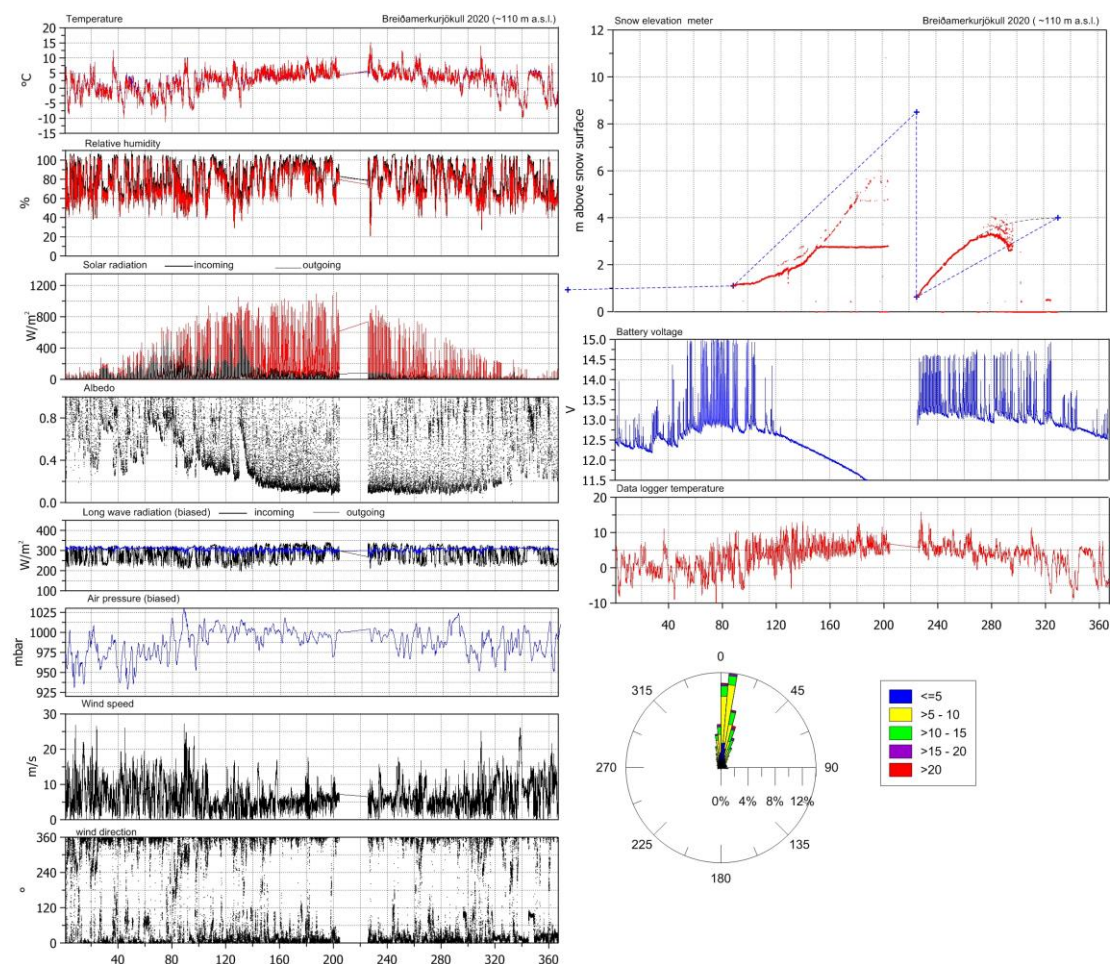 Temperature Breiðamerkurjökull 2020 (~110 m a.s.l.)
20
15
10
5
0
-5
-10
-15
ºC
Relative humidity
100
80
60
40
20
0
%
Solar radiation incoming outgoing
1200
800
400
0
W/m²
Albedo
0.8
0.4
0.0
Long wave radiation (biased) incoming outgoing
400
300
200
100
W/m²
Air pressure (biased)
1025
1000
975
950
925
mbar
Wind speed
30
20
10
0
m/s
wind direction
360
240
120
0
º
40 80 120 160 200 240 280 320 360
Snow elevation meter Breiðamerkurjökull 2020 ( ~110 m a.s.l.)
12
10
8
6
4
2
0
m above snow surface
Battery voltage
15.0
14.5
14.0
13.5
13.0
12.5
12.0
11.5
V
Data logger temperature
20
10
0
-10
40 80 120 160 200 240 280 320 360
0
315 45
270 90
0% 4% 8% 12%
225 135
180
<=5
>5 - 10
>10 - 15
>15 - 20
>20